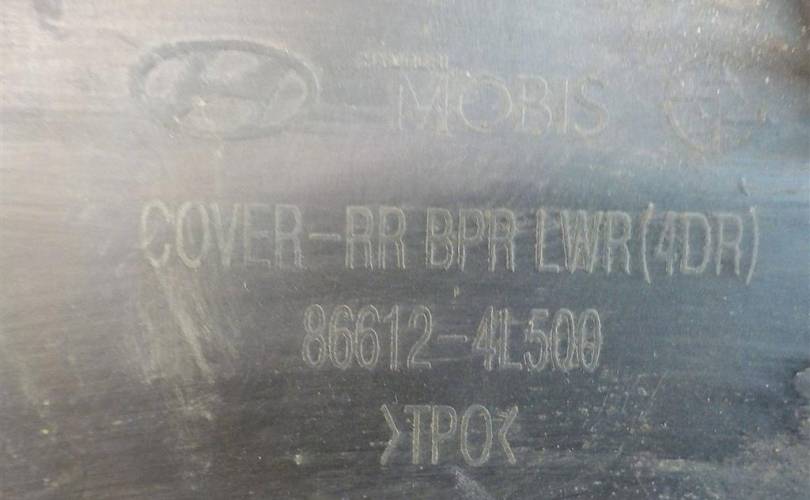 MOBIS
COVER-RR BPR LWR(4DR)
86612-4L500
>TPO<